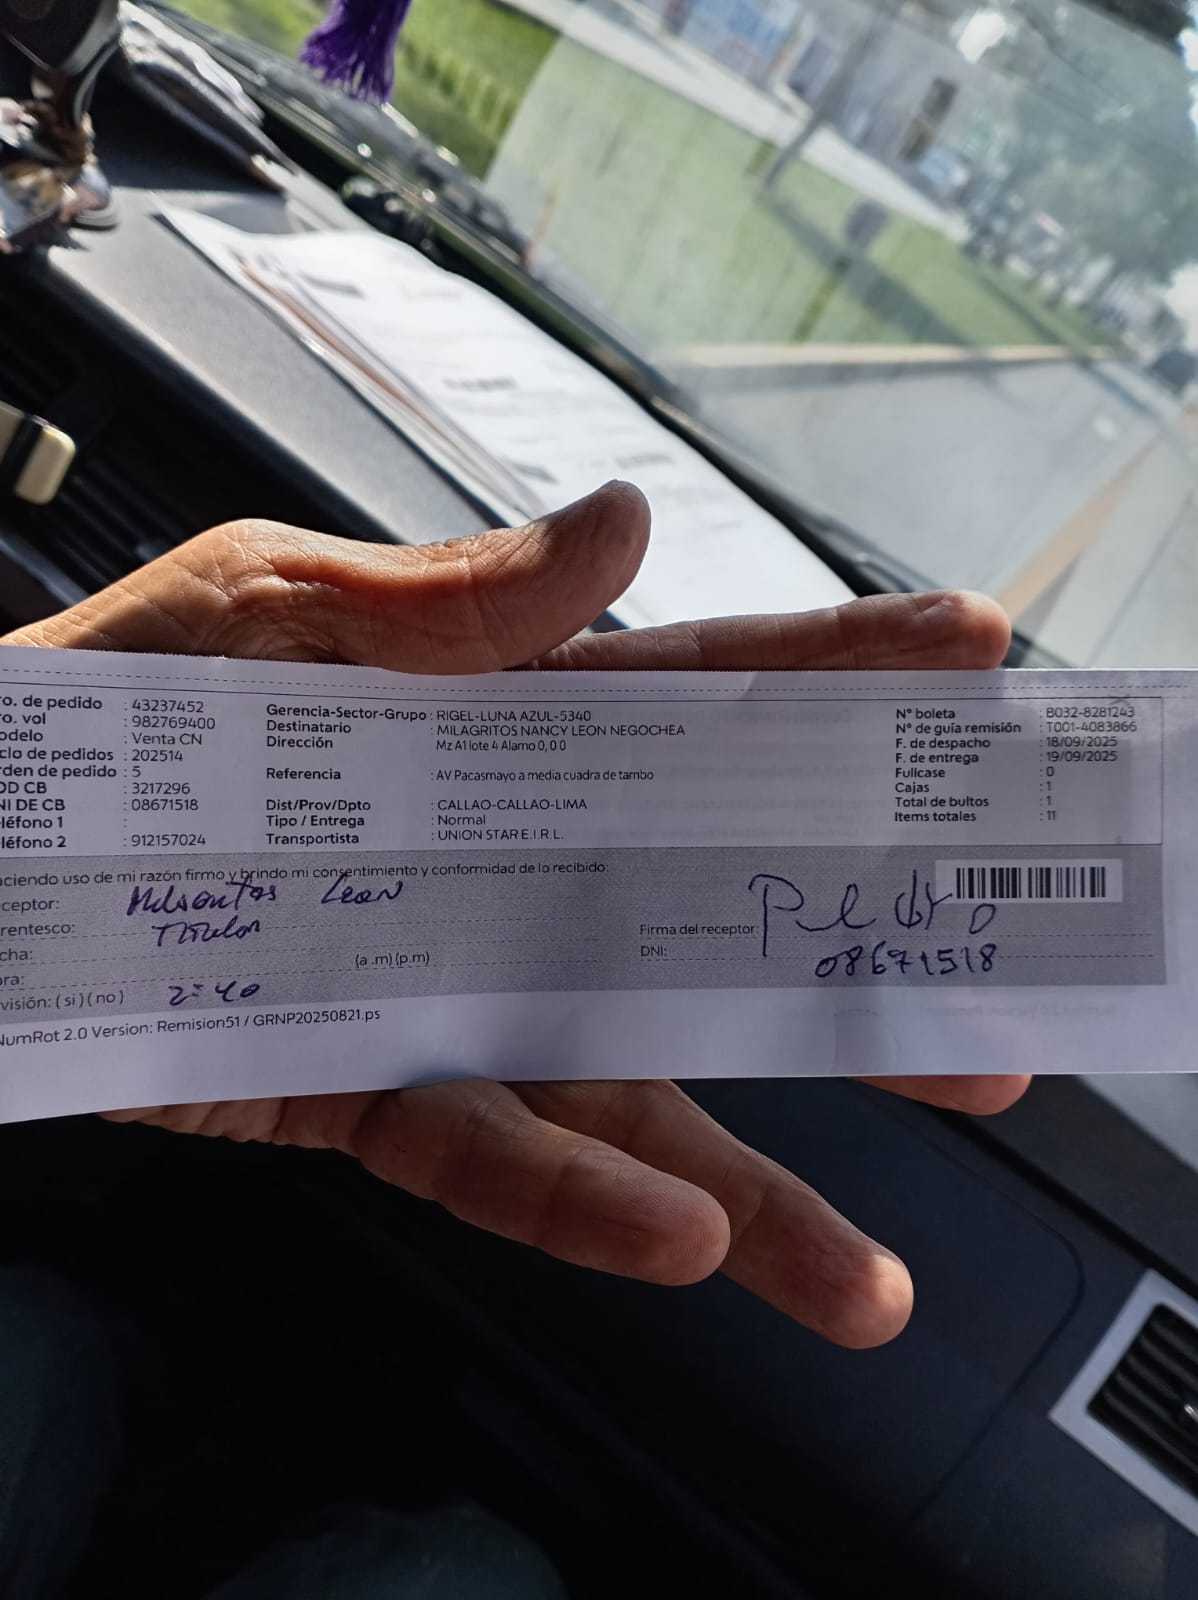 ro. de pedido : 43237452
ro. vol : 982769400
odelo : Venta CN
clo de pedidos : 202514
rden de pedido : 5
OD CB : 3217296
NI DE CB : 08671518
léfono 1 :
léfono 2 : 912157024
Gerencia-Sector-Grupo : RIGEL-LUNA AZUL-5340
Destinatario : MILAGRITOS NANCY LEON NEGOCHEA
Dirección Mz A1 lote 4 Alamo 0, 0 0
Referencia : AV Pacasmayo a media cuadra de tambo
Dist/Prov/Dpto : CALLAO-CALLAO-LIMA
Tipo / Entrega : Normal
Transportista : UNION STAR E.I.R.L.
N° boleta : B032-8281243
N° de guía remisión : T001-4083866
F. de despacho : 18/09/2025
F. de entrega : 19/09/2025
Fullcase : 0
Cajas : 1
Total de bultos : 1
Items totales : 11
aciendo uso de mi razón firmo y brindo mi consentimiento y conformidad de lo recibido:
ceptor: Leon
rentesco:
cha:
ora: (a .m) (p.m)
visión: ( si ) ( no ) 2:40
Firma del receptor: Pedro
DNI: 08671518
NumRot 2.0 Version: Remision51 / GRNP20250821.ps